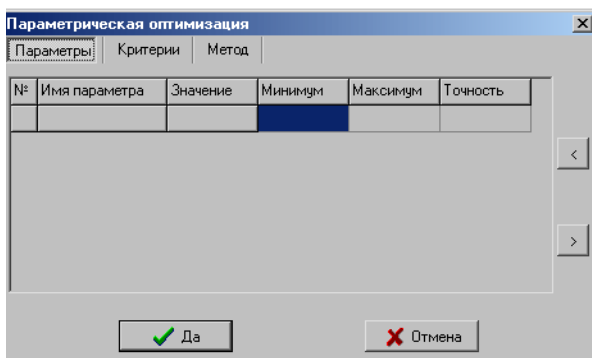 Параметрическая оптимизация
Параметры Критерии Метод
№ Имя параметра Значение Минимум Максимум Точность
<
>
Да Отмена